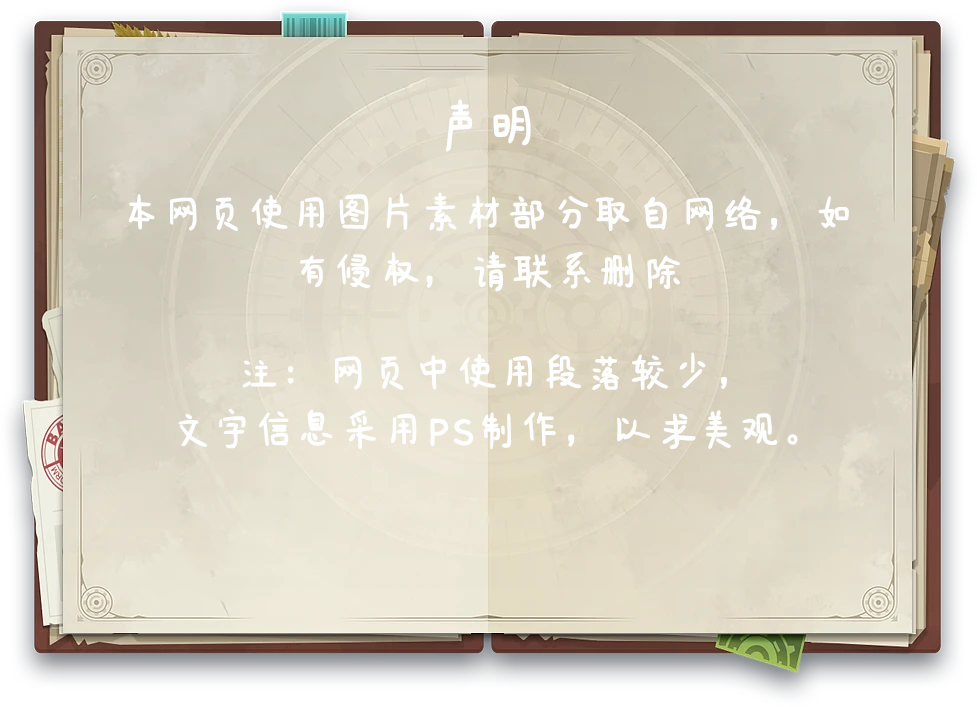 声明
本网页使用图片素材部分取自网络，如
有侵权，请联系删除
注：网页中使用段落较少，
文字信息采用PS制作，以求美观。